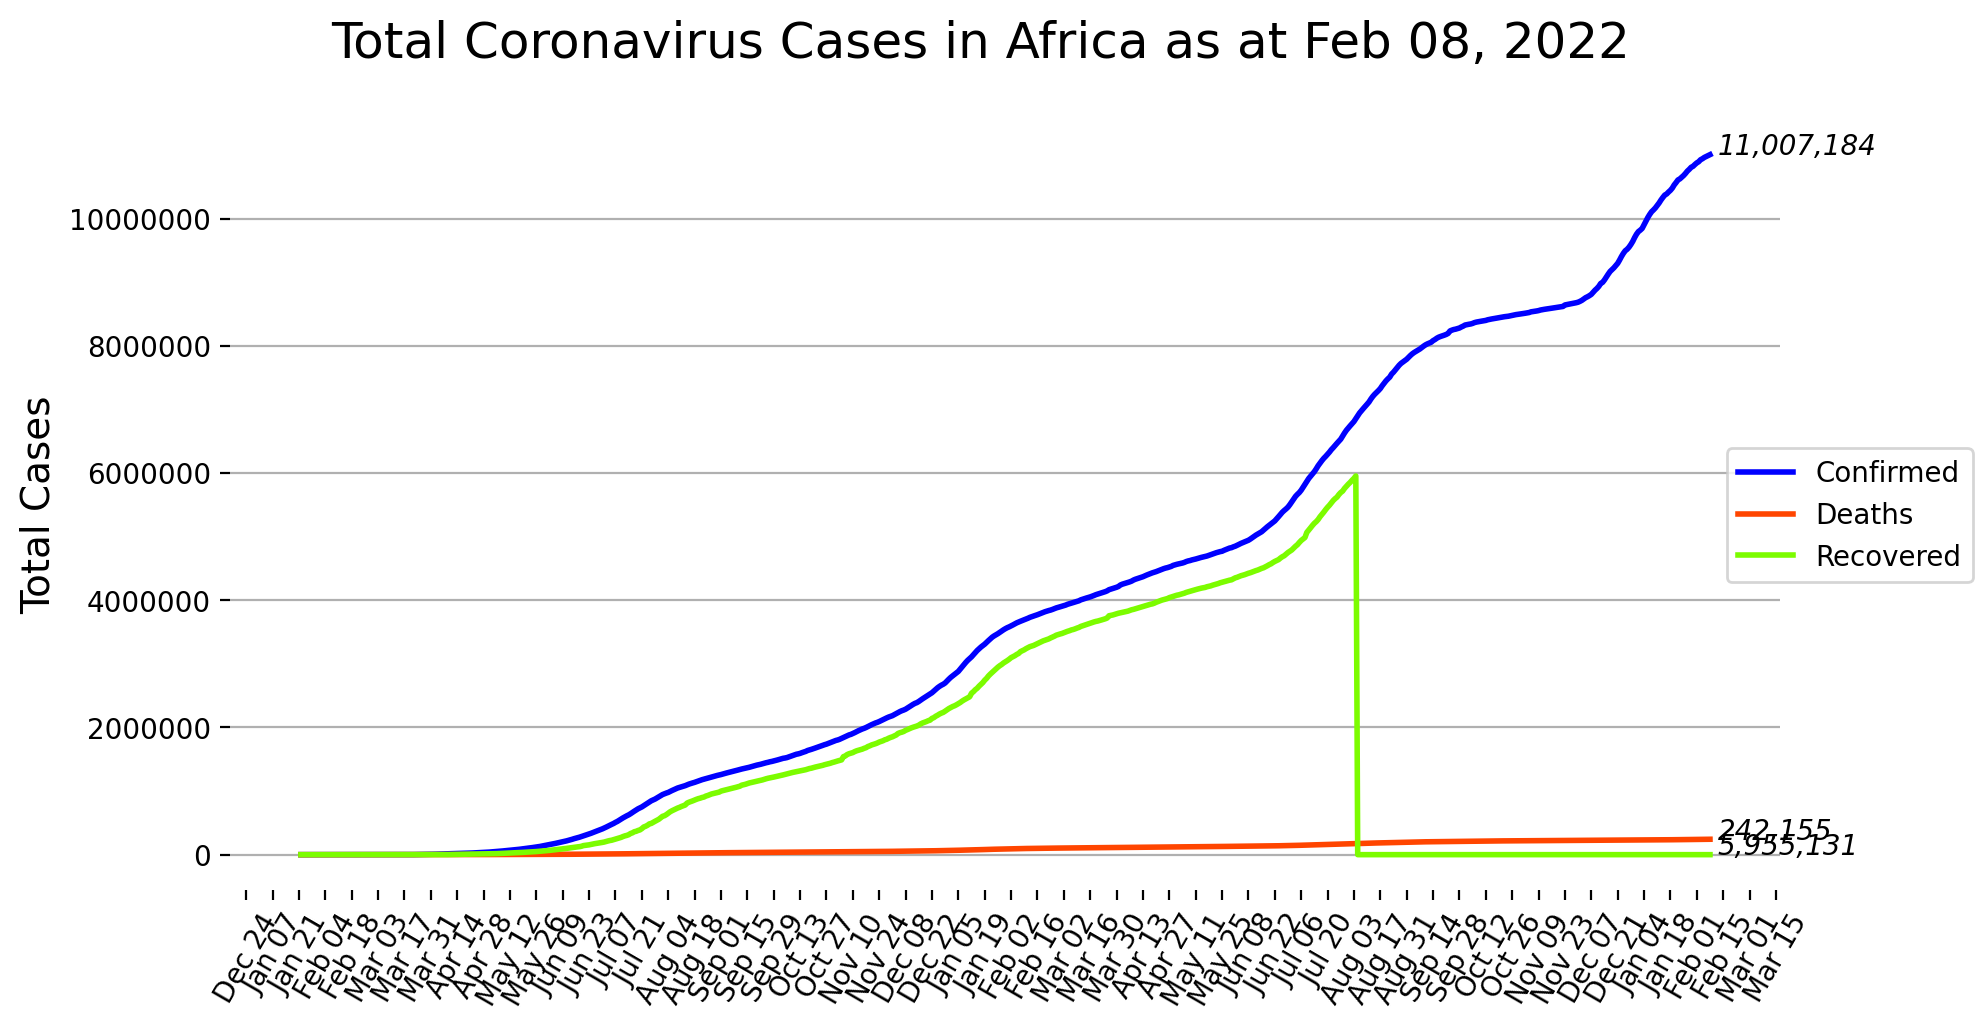 Total Coronavirus Cases in Africa as at Feb 08, 2022
11,007,184
10000000
8000000
6000000
4000000
2000000
0
Total Cases
Confirmed
Deaths
Recovered
242,155
5,955,131
Dec 24
Jan 07
Jan 21
Feb 04
Feb 18
Mar 03
Mar 17
Mar 31
Apr 14
Apr 28
May 12
May 26
Jun 09
Jun 23
Jul 07
Jul 21
Aug 04
Aug 18
Sep 01
Sep 15
Sep 29
Oct 13
Oct 27
Nov 10
Nov 24
Dec 08
Dec 22
Jan 05
Jan 19
Feb 02
Feb 16
Mar 02
Mar 16
Mar 30
Apr 13
Apr 27
May 11
May 25
Jun 08
Jun 22
Jul 06
Jul 20
Aug 03
Aug 17
Aug 31
Sep 14
Sep 28
Oct 12
Oct 26
Nov 09
Nov 23
Dec 07
Dec 21
Jan 04
Jan 18
Feb 01
Feb 15
Mar 01
Mar 15